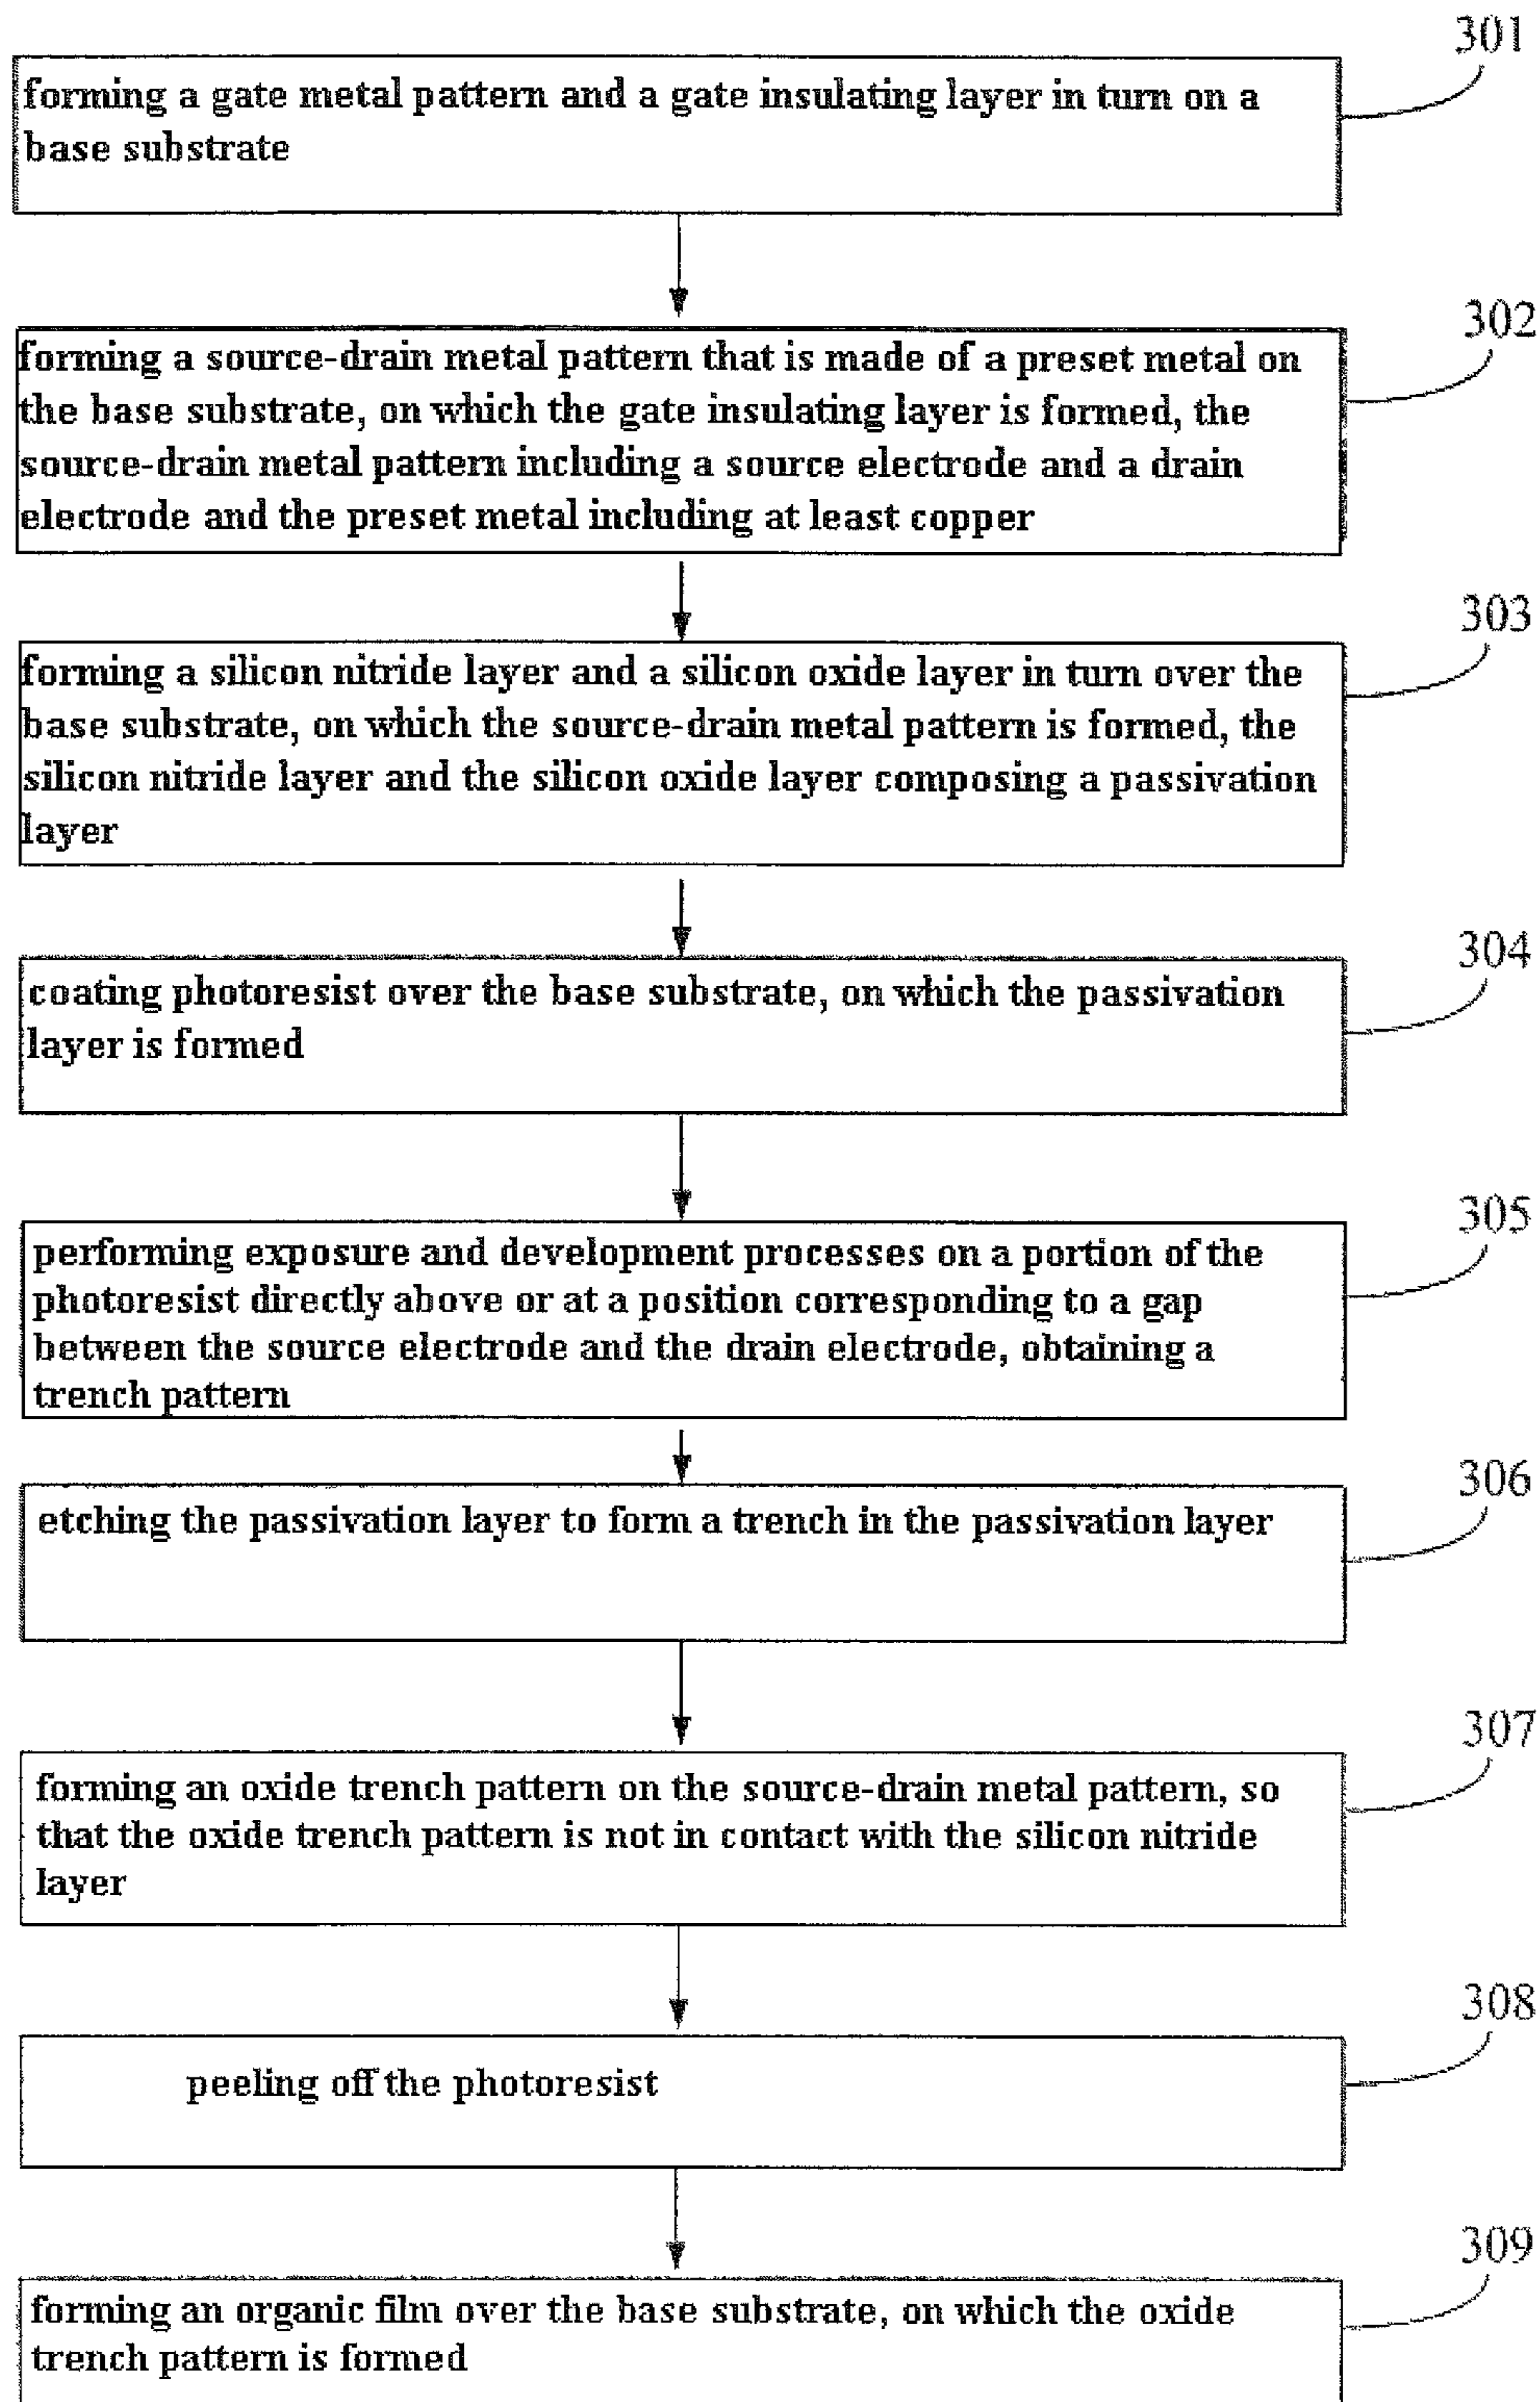 301
forming a gate metal pattern and a gate insulating layer in turn on a
base substrate
302
forming a source-drain metal pattern that is made of a preset metal on
the base substrate, on which the gate insulating layer is formed, the
source-drain metal pattern including a source electrode and a drain
electrode and the preset metal including at least copper
303
forming a silicon nitride layer and a silicon oxide layer in turn over the
base substrate, on which the source-drain metal pattern is formed, the
silicon nitride layer and the silicon oxide layer composing a passivation
layer
304
coating photoresist over the base substrate, on which the passivation
layer is formed
305
performing exposure and development processes on a portion of the
photoresist directly above or at a position corresponding to a gap
between the source electrode and the drain electrode, obtaining a
trench pattern
306
etching the passivation layer to form a trench in the passivation layer
307
forming an oxide trench pattern on the source-drain metal pattern, so
that the oxide trench pattern is not in contact with the silicon nitride
layer
308
peeling off the photoresist
309
forming an organic film over the base substrate, on which the oxide
trench pattern is formed